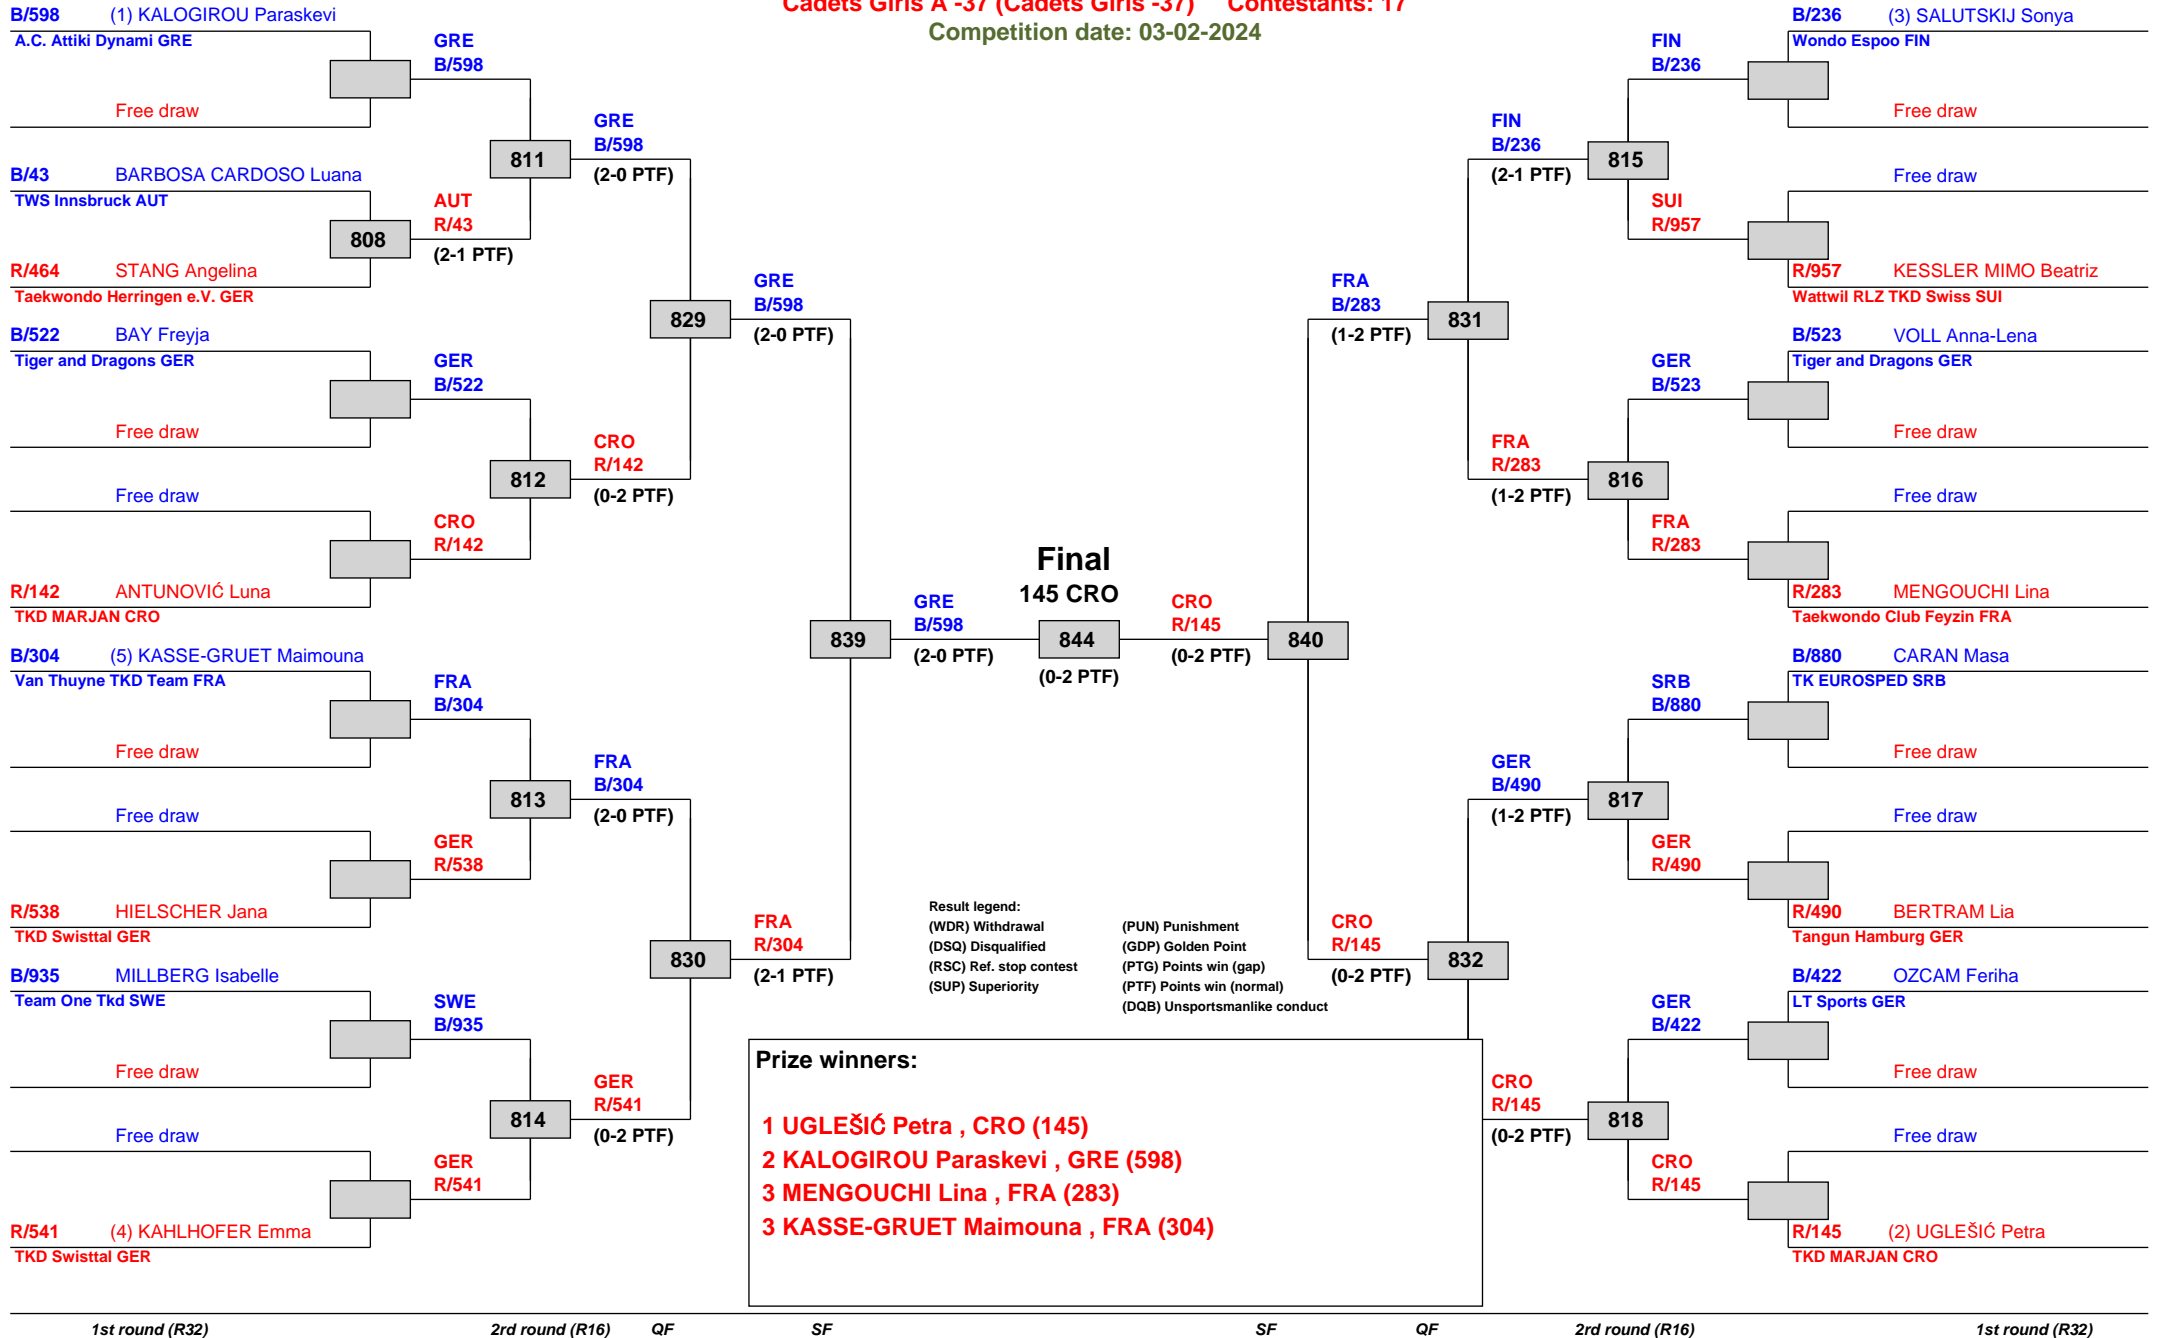 Cadets Girls A -37 (Cadets Girls -37) Contestants: 17
Competition date: 03-02-2024
B/598 (1) KALOGIROU Paraskevi
A.C. Attiki Dynami GRE
Free draw
B/43 BARBOSA CARDOSO Luana
TWS Innsbruck AUT
R/464 STANG Angelina
Taekwondo Herringen e.V. GER
B/522 BAY Freyja
Tiger and Dragons GER
Free draw
Free draw
R/142 ANTUNOVIĆ Luna
TKD MARJAN CRO
B/304 (5) KASSE-GRUET Maimouna
Van Thuyne TKD Team FRA
Free draw
Free draw
R/538 HIELSCHER Jana
TKD Swisttal GER
B/935 MILLBERG Isabelle
Team One Tkd SWE
Free draw
Free draw
R/541 (4) KAHLHOFER Emma
TKD Swisttal GER
808
GRE
B/598
AUT
R/43
(2-1 PTF)
GER
B/522
CRO
R/142
FRA
B/304
GER
R/538
SWE
B/935
GER
R/541
811
812
813
814
GRE
B/598
(2-0 PTF)
CRO
R/142
(0-2 PTF)
FRA
B/304
(2-0 PTF)
GER
R/541
(0-2 PTF)
829
830
GRE
B/598
(2-0 PTF)
FRA
R/304
(2-1 PTF)
839
GRE
B/598
(2-0 PTF)
Final
145 CRO
844
(0-2 PTF)
CRO
R/145
(0-2 PTF)
840
FRA
B/283
(1-2 PTF)
CRO
R/145
(0-2 PTF)
831
832
FIN
B/236
(2-1 PTF)
FRA
R/283
(1-2 PTF)
GER
B/490
(1-2 PTF)
CRO
R/145
(0-2 PTF)
815
816
817
818
FIN
B/236
SUI
R/957
GER
B/523
FRA
R/283
SRB
B/880
GER
R/490
GER
B/422
CRO
R/145
B/236 (3) SALUTSKIJ Sonya
Wondo Espoo FIN
Free draw
Free draw
R/957 KESSLER MIMO Beatriz
Wattwil RLZ TKD Swiss SUI
B/523 VOLL Anna-Lena
Tiger and Dragons GER
Free draw
Free draw
R/283 MENGOUCHI Lina
Taekwondo Club Feyzin FRA
B/880 CARAN Masa
TK EUROSPED SRB
Free draw
Free draw
R/490 BERTRAM Lia
Tangun Hamburg GER
B/422 OZCAM Feriha
LT Sports GER
Free draw
Free draw
R/145 (2) UGLEŠIĆ Petra
TKD MARJAN CRO
Result legend:
(WDR) Withdrawal (PUN) Punishment
(DSQ) Disqualified (GDP) Golden Point
(RSC) Ref. stop contest (PTG) Points win (gap)
(SUP) Superiority (PTF) Points win (normal)
(DQB) Unsportsmanlike conduct
Prize winners:
1 UGLEŠIĆ Petra , CRO (145)
2 KALOGIROU Paraskevi , GRE (598)
3 MENGOUCHI Lina , FRA (283)
3 KASSE-GRUET Maimouna , FRA (304)
1st round (R32) 2rd round (R16) QF SF SF QF 2rd round (R16) 1st round (R32)